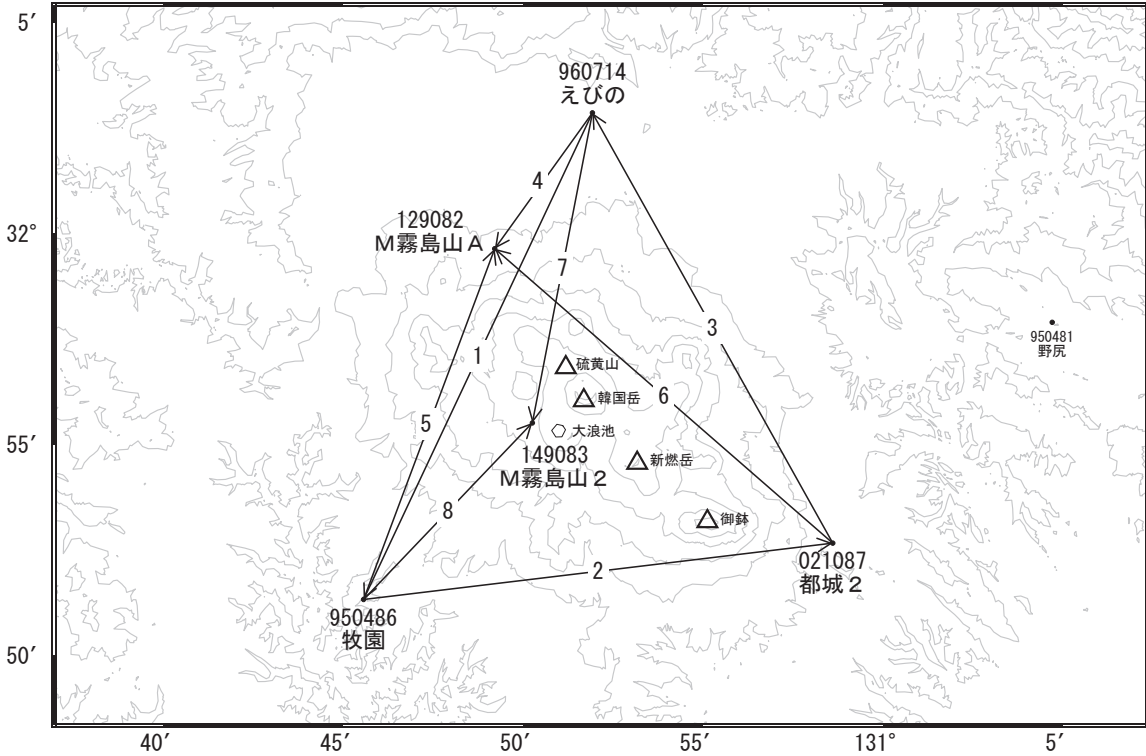 5′
960714
えびの
4
129082
M霧島山A
32°
7
3
950481
野尻
1
硫黄山
6
韓国岳
5
大浪池
55′
149083
M霧島山2
新燃岳
8
御鉢
021087
都城2
2
950486
牧園
50′
40′
45′
50′
55′
131°
5′